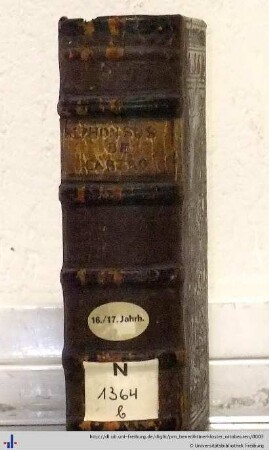 ALPHONSUS
DE
CASTRO
16./17. Jahrh.
N
1364
b
© Universitätsbibliothek Freiburg